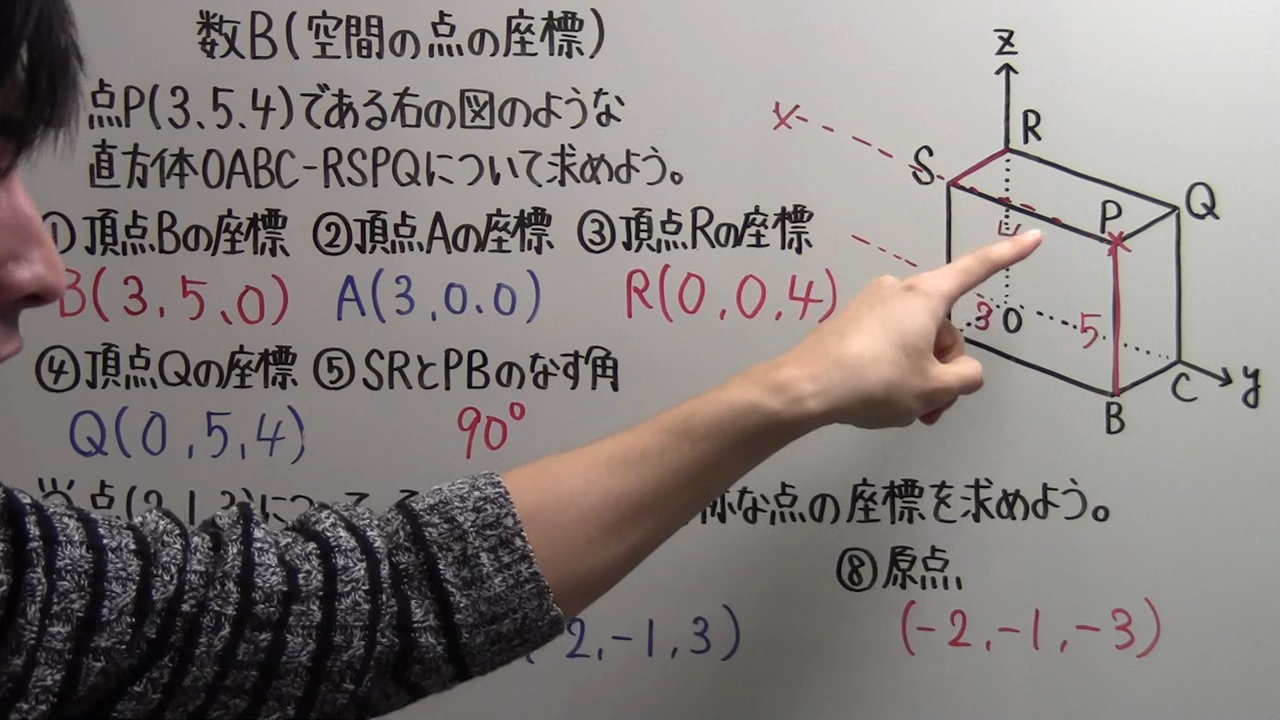 数B(空間の点の座標)
点P(3、5、4)である右の図のような
直方体OABC-RSPQについて求めよう。
①頂点Bの座標 ②頂点Aの座標 ③頂点Rの座標
B(3,5,0) A(3,0.0) R(0,0,4)
④頂点Qの座標 ⑤SRとPBのなす角
Q(0,5,4) 90°
な点の座標を求めよう。
⑧原点
2,-1,3) (-2,-1,-3)
z
R
S
Q
P
3
O
5
C
y
B